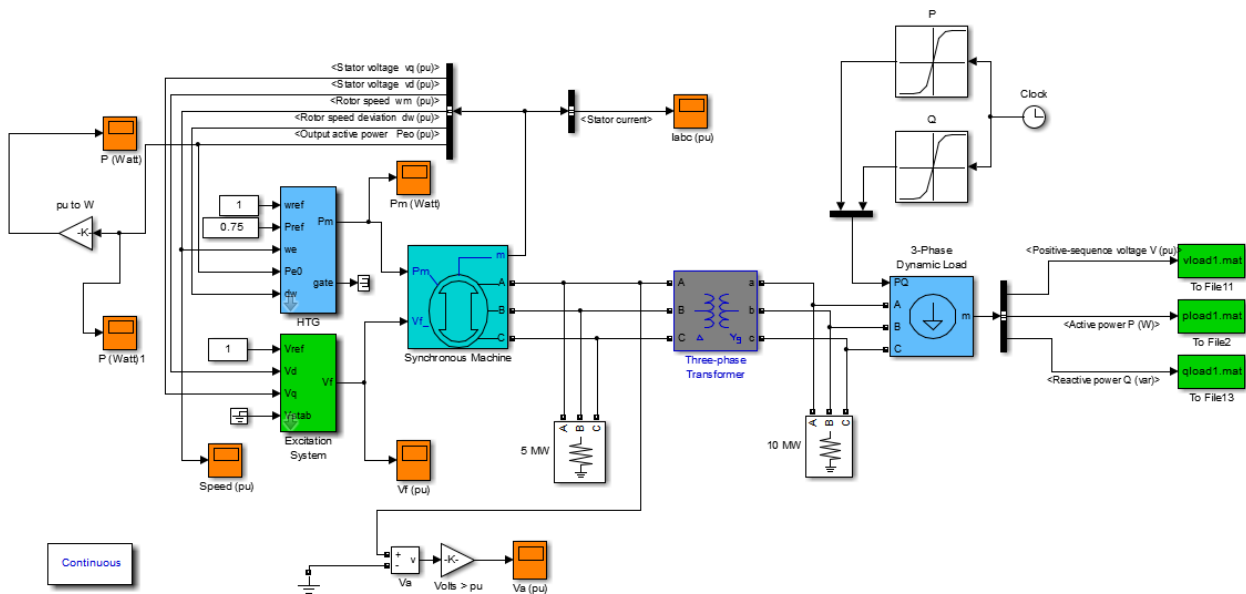 P
<Stator voltage vq (pu)>
<Stator voltage vd (pu)>
<Rotor speed wm (pu)>
<Rotor speed deviation dw (pu)>
<Output active power Peo (pu)>
<Stator current>
Iabc (pu)
Clock
Q
P (Watt)
pu to W
-K-
P (Watt)1
Pm (Watt)
1
0.75
wref
Pref
we
Pe0
dw
Pm
gate
HTG
1
Vref
Vd
Vq
Vstab
Vf
Excitation
System
Speed (pu)
Vf (pu)
Pm
Vf_
m
A
B
C
Synchronous Machine
A
B
C
a
b
c
Δ
Yg
Three-phase
Transformer
A B C
5 MW
A B C
10 MW
3-Phase
Dynamic Load
PQ
A
B
C
m
<Positive-sequence voltage V (pu)>
<Active power P (W)>
<Reactive power Q (var)>
vload1.mat
To File11
pload1.mat
To File2
qload1.mat
To File13
Continuous
+
-
v
Va
-K-
Volts > pu
Va (pu)